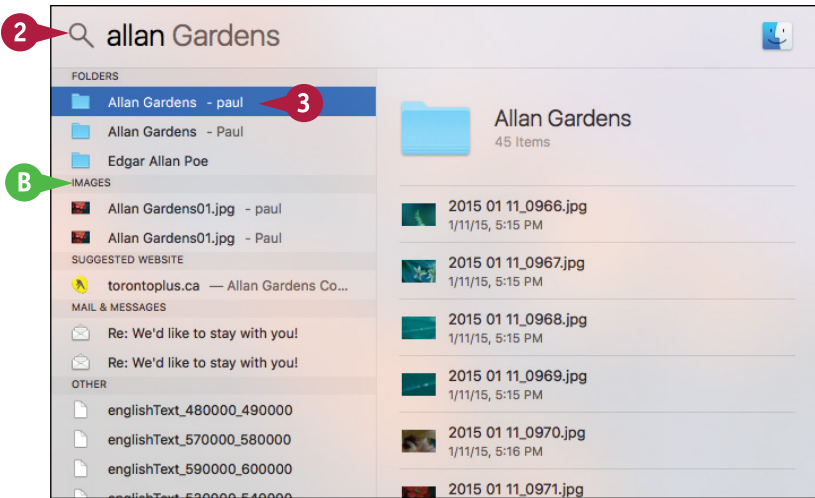 2
allan Gardens
FOLDERS
Allan Gardens - paul
3
Allan Gardens - Paul
Edgar Allan Poe
B
IMAGES
Allan Gardens01.jpg - paul
Allan Gardens01.jpg - Paul
SUGGESTED WEBSITE
torontoplus.ca — Allan Gardens Co...
MAIL & MESSAGES
Re: We'd like to stay with you!
Re: We'd like to stay with you!
OTHER
englishText_480000_490000
englishText_570000_580000
englishText_590000_600000
englishText_530000_540000
Allan Gardens
45 Items
2015 01 11_0966.jpg
1/11/15, 5:15 PM
2015 01 11_0967.jpg
1/11/15, 5:15 PM
2015 01 11_0968.jpg
1/11/15, 5:15 PM
2015 01 11_0969.jpg
1/11/15, 5:15 PM
2015 01 11_0970.jpg
1/11/15, 5:16 PM
2015 01 11_0971.jpg